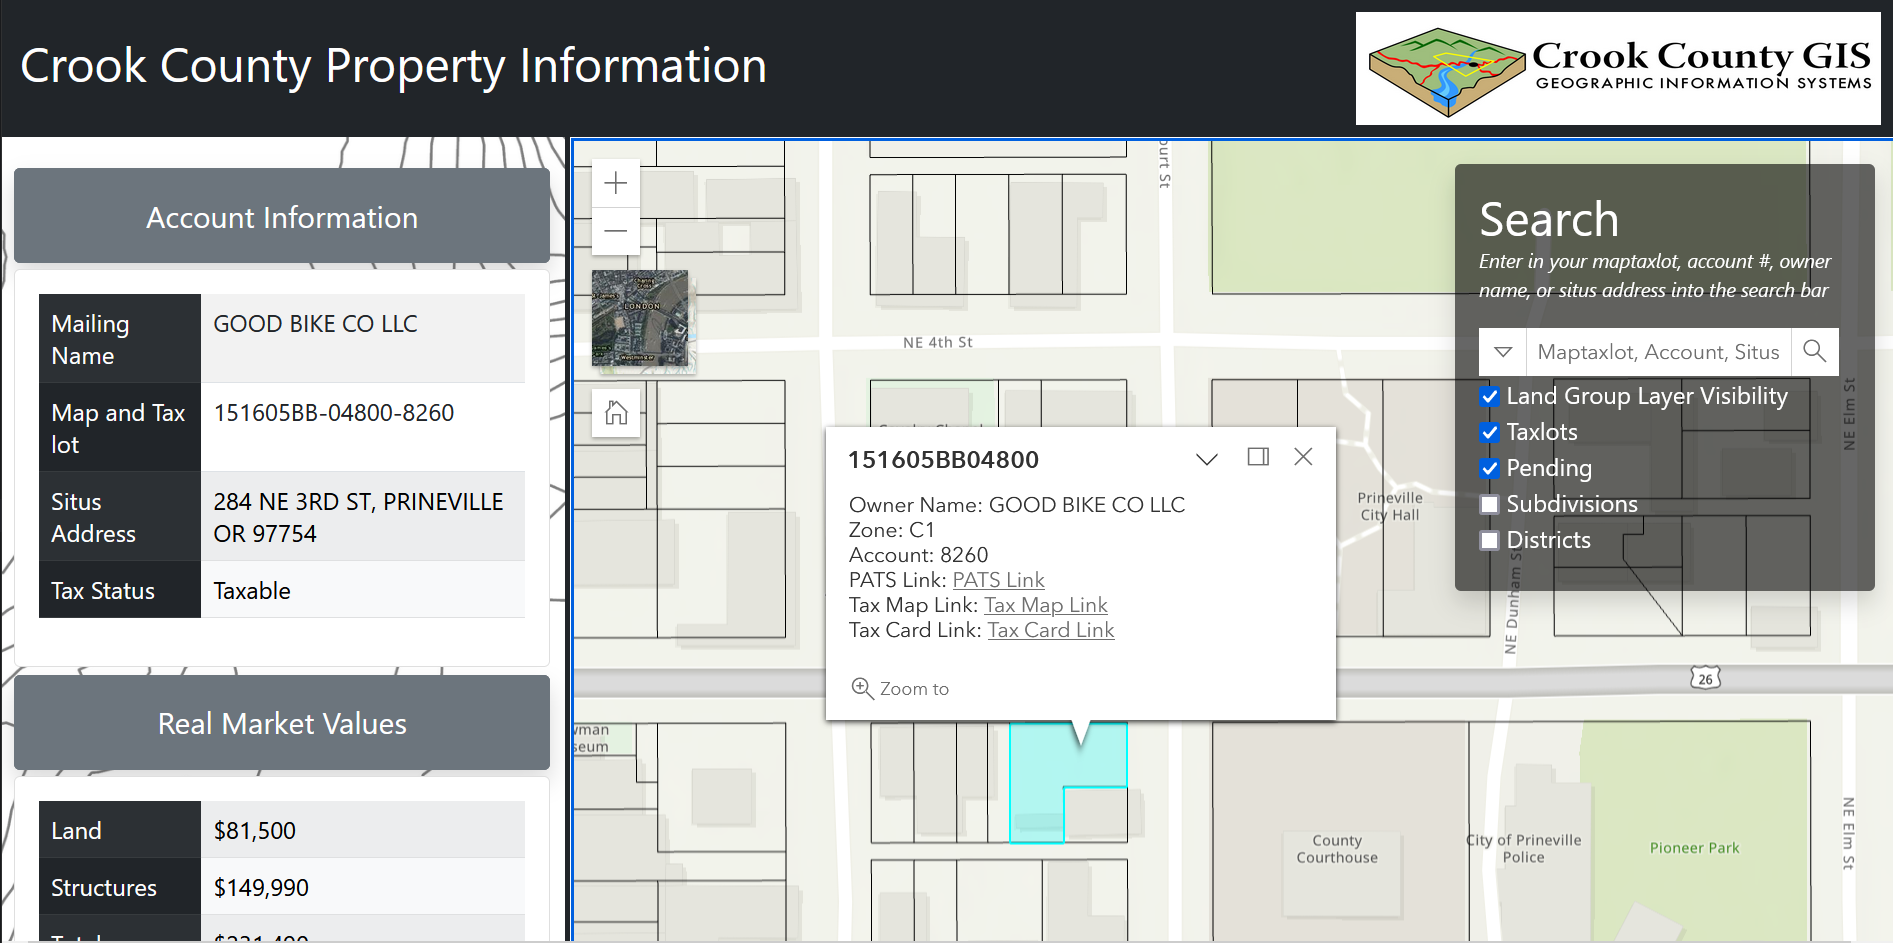 Crook County Property Information
Crook County GIS
GEOGRAPHIC INFORMATION SYSTEMS
Account Information
Mailing Name
GOOD BIKE CO LLC
Map and Tax lot
151605BB-04800-8260
Situs Address
284 NE 3RD ST, PRINEVILLE
OR 97754
Tax Status
Taxable
Real Market Values
Land
$81,500
Structures
$149,990
LONDON
Westminster
NE 4th St
151605BB04800
Owner Name: GOOD BIKE CO LLC
Zone: C1
Account: 8260
PATS Link: PATS Link
Tax Map Link: Tax Map Link
Tax Card Link: Tax Card Link
Zoom to
Search
Enter in your maptaxlot, account #, owner
name, or situs address into the search bar
Maptaxlot, Account, Situs
Land Group Layer Visibility
Taxlots
Pending
Subdivisions
Districts
Prineville
City Hall
NE Elm St
NE Dunham St
26
County
Courthouse
City of Prineville
Police
Pioneer Park
NE Elm St